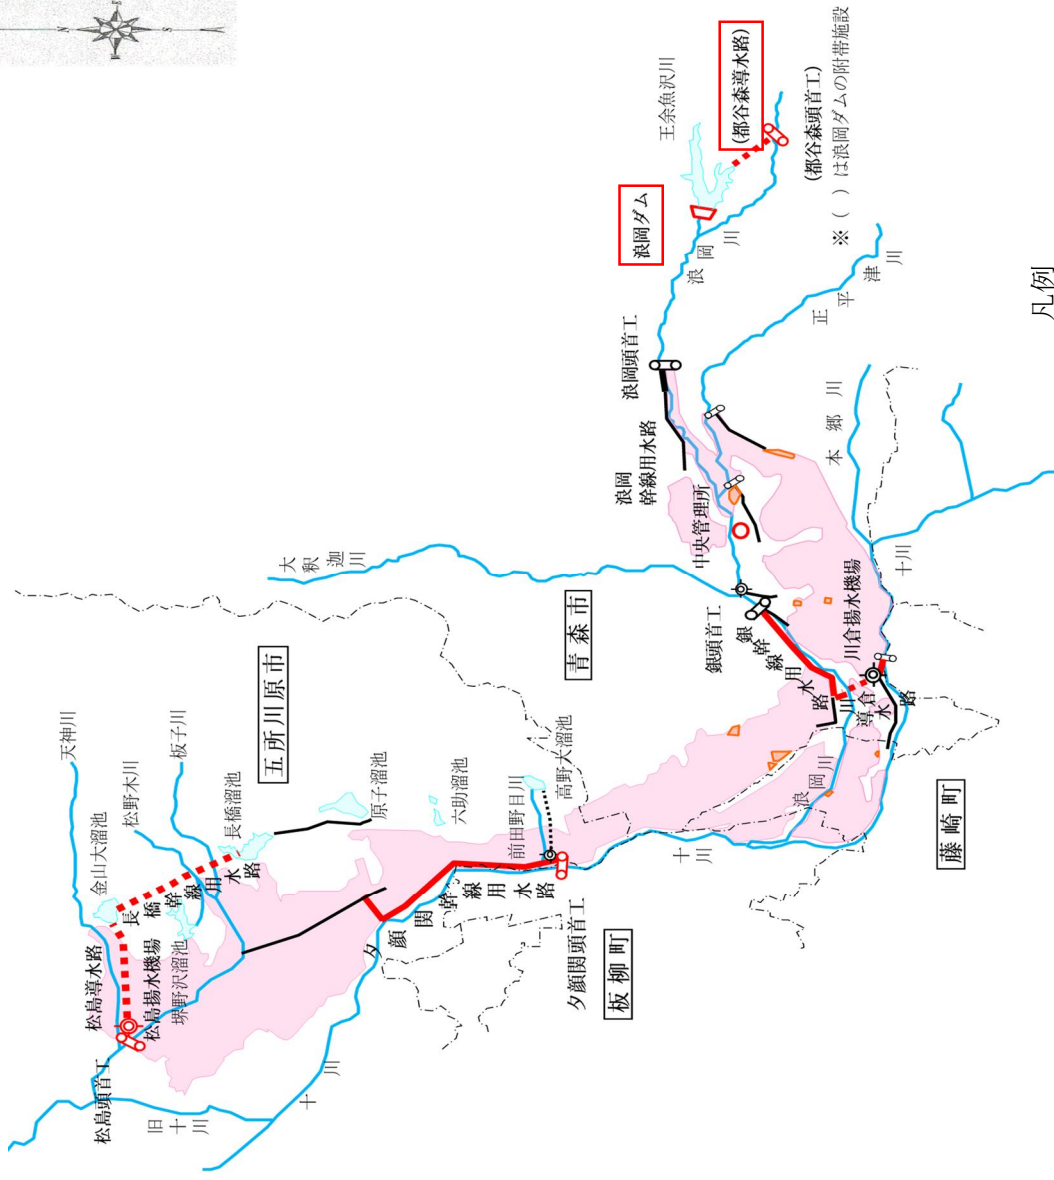 N
S
天神川
金山大溜池
松野木川
板子川
長橋溜池
五所川原市
原子溜池
六助溜池
前田野目川
高野大溜池
長橋幹線用水路
堺野沢溜池
松島導水路
松島揚水機場
松島頭首工
旧十川
十川
夕顔関幹線用水路
夕顔関頭首工
板柳町
十川
大釈迦川
青森市
銀頭首工
銀幹線用水路
川倉揚水機場
川倉導水路
浪岡川
藤崎町
十川
本郷川
中央管理所
浪岡
幹線用水路
浪岡頭首工
浪岡川
正平津川
浪岡ダム
王余魚沢川
(都谷森導水路)
(都谷森頭首工)
※( )は浪岡ダムの附帯施設
凡例